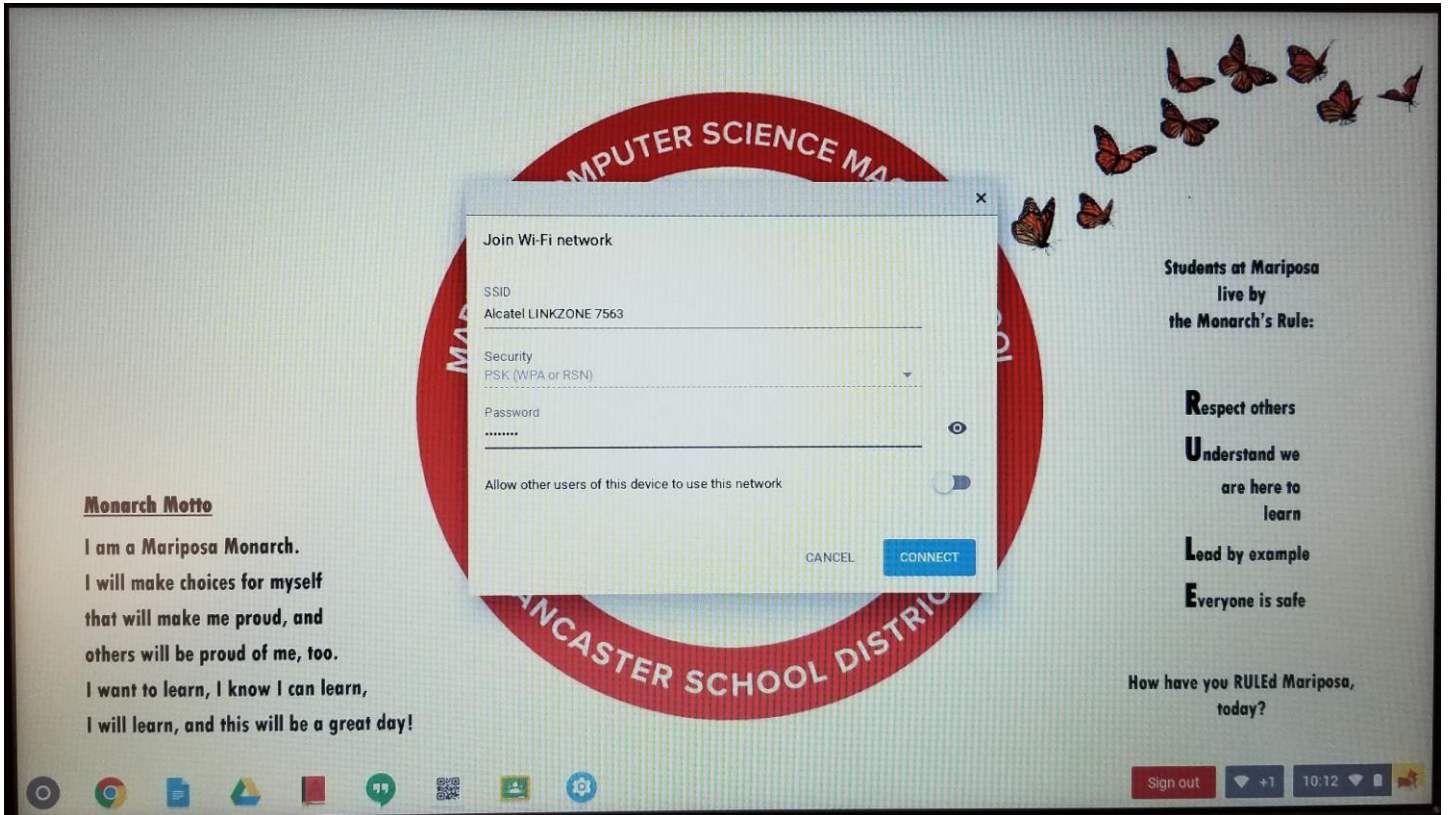 MPUTER SCIENCE MA
Join Wi-Fi network
SSID
Alcatel LINKZONE 7563
Security
PSK (WPA or RSN)
Password
••••••••
Allow other users of this device to use this network
CANCEL
CONNECT
ANCASTER SCHOOL DISTRIC
Monarch Motto
I am a Mariposa Monarch.
I will make choices for myself
that will make me proud, and
others will be proud of me, too.
I want to learn, I know I can learn,
I will learn, and this will be a great day!
Students at Mariposa
live by
the Monarch's Rule:
Respect others
Understand we
are here to
learn
Lead by example
Everyone is safe
How have you RULEd Mariposa,
today?
Sign out
+1
10:12